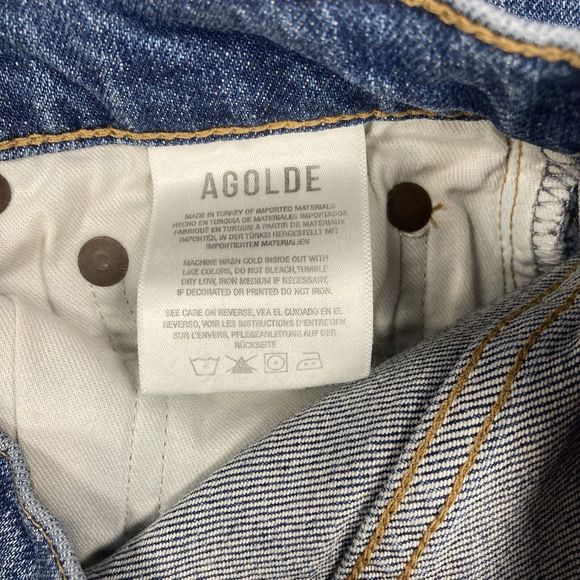 AGOLDE
MADE IN TURKEY OF IMPORTED MATERIALS
HECHO EN TURQUIA DE MATERIALES IMPORTADOS
FABRIQUÉ EN TURQUIE A PARTIR DE MATERIAUX
IMPORTÉS, IN DER TÜRKEI HERGESTELLT MIT
IMPORTIERTEN MATERIALIEN
MACHINE WASH COLD INSIDE OUT WITH
LIKE COLORS, DO NOT BLEACH,TUMBLE
DRY LOW, IRON MEDIUM IF NECESSARY,
IF DECORATED OR PRINTED DO NOT IRON.
SEE CARE ON REVERSE, VEA EL CUIDADO EN EL
REVERSO, VOIR LES INSTRUCTIONS D'ENTRETIEN
SUR L'ENVERS, PFLEGEANLEITUNG AUF DER
RÜCKSEITE